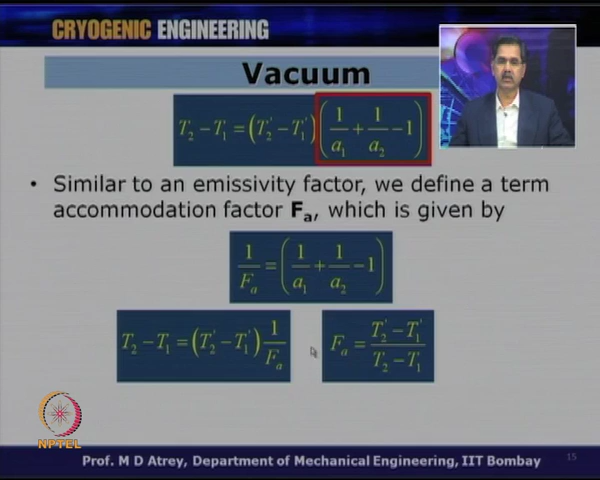 CRYOGENIC ENGINEERING
Vacuum
T₂ − T₁ = (T₂' − T₁') (1/a₁ + 1/a₂ − 1)
• Similar to an emissivity factor, we define a term
accommodation factor Fₐ, which is given by
1/Fₐ = (1/a₁ + 1/a₂ − 1)
T₂ − T₁ = (T₂' − T₁') 1/Fₐ
Fₐ = (T₂' − T₁')/(T₂ − T₁)
NPTEL
Prof. M D Atrey, Department of Mechanical Engineering, IIT Bombay
15